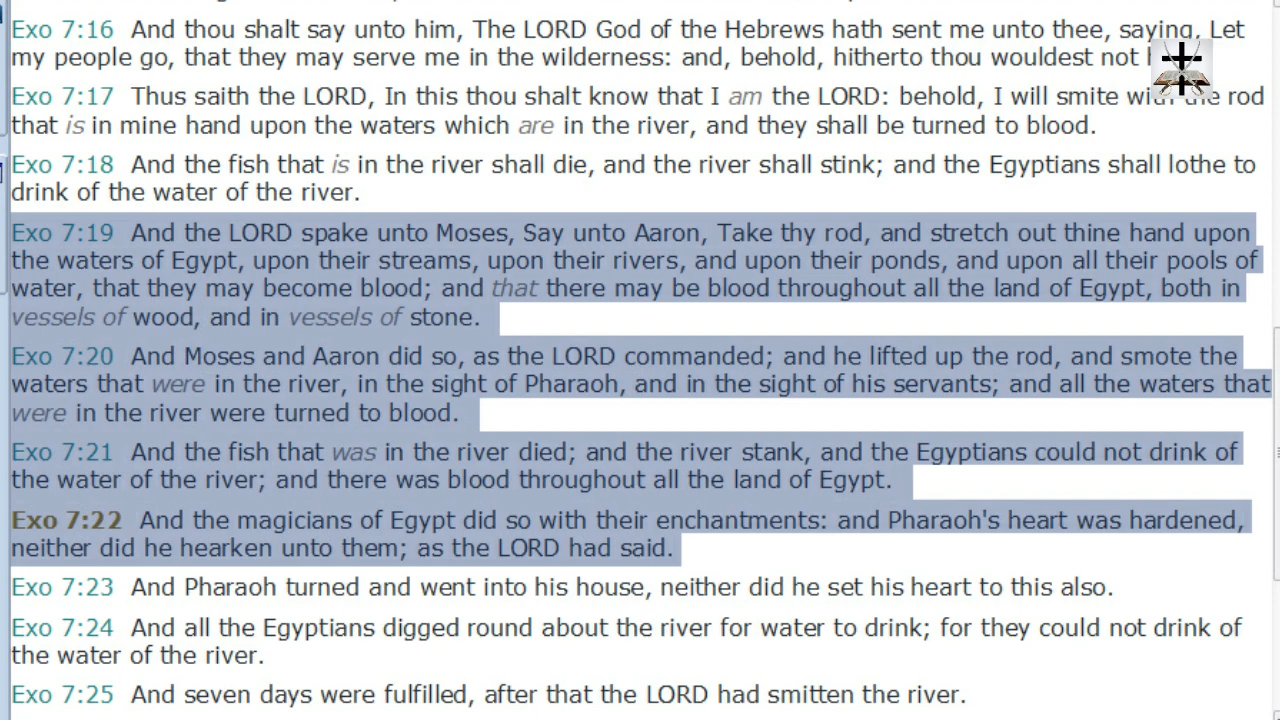 Exo 7:16 And thou shalt say unto him, The LORD God of the Hebrews hath sent me unto thee, saying, Let
my people go, that they may serve me in the wilderness: and, behold, hitherto thou wouldest not
Exo 7:17 Thus saith the LORD, In this thou shalt know that I am the LORD: behold, I will smite with the rod
that is in mine hand upon the waters which are in the river, and they shall be turned to blood.
Exo 7:18 And the fish that is in the river shall die, and the river shall stink; and the Egyptians shall lothe to
drink of the water of the river.
Exo 7:19 And the LORD spake unto Moses, Say unto Aaron, Take thy rod, and stretch out thine hand upon
the waters of Egypt, upon their streams, upon their rivers, and upon their ponds, and upon all their pools of
water, that they may become blood; and that there may be blood throughout all the land of Egypt, both in
vessels of wood, and in vessels of stone.
Exo 7:20 And Moses and Aaron did so, as the LORD commanded; and he lifted up the rod, and smote the
waters that were in the river, in the sight of Pharaoh, and in the sight of his servants; and all the waters that
were in the river were turned to blood.
Exo 7:21 And the fish that was in the river died; and the river stank, and the Egyptians could not drink of
the water of the river; and there was blood throughout all the land of Egypt.
Exo 7:22 And the magicians of Egypt did so with their enchantments: and Pharaoh's heart was hardened,
neither did he hearken unto them; as the LORD had said.
Exo 7:23 And Pharaoh turned and went into his house, neither did he set his heart to this also.
Exo 7:24 And all the Egyptians digged round about the river for water to drink; for they could not drink of
the water of the river.
Exo 7:25 And seven days were fulfilled, after that the LORD had smitten the river.